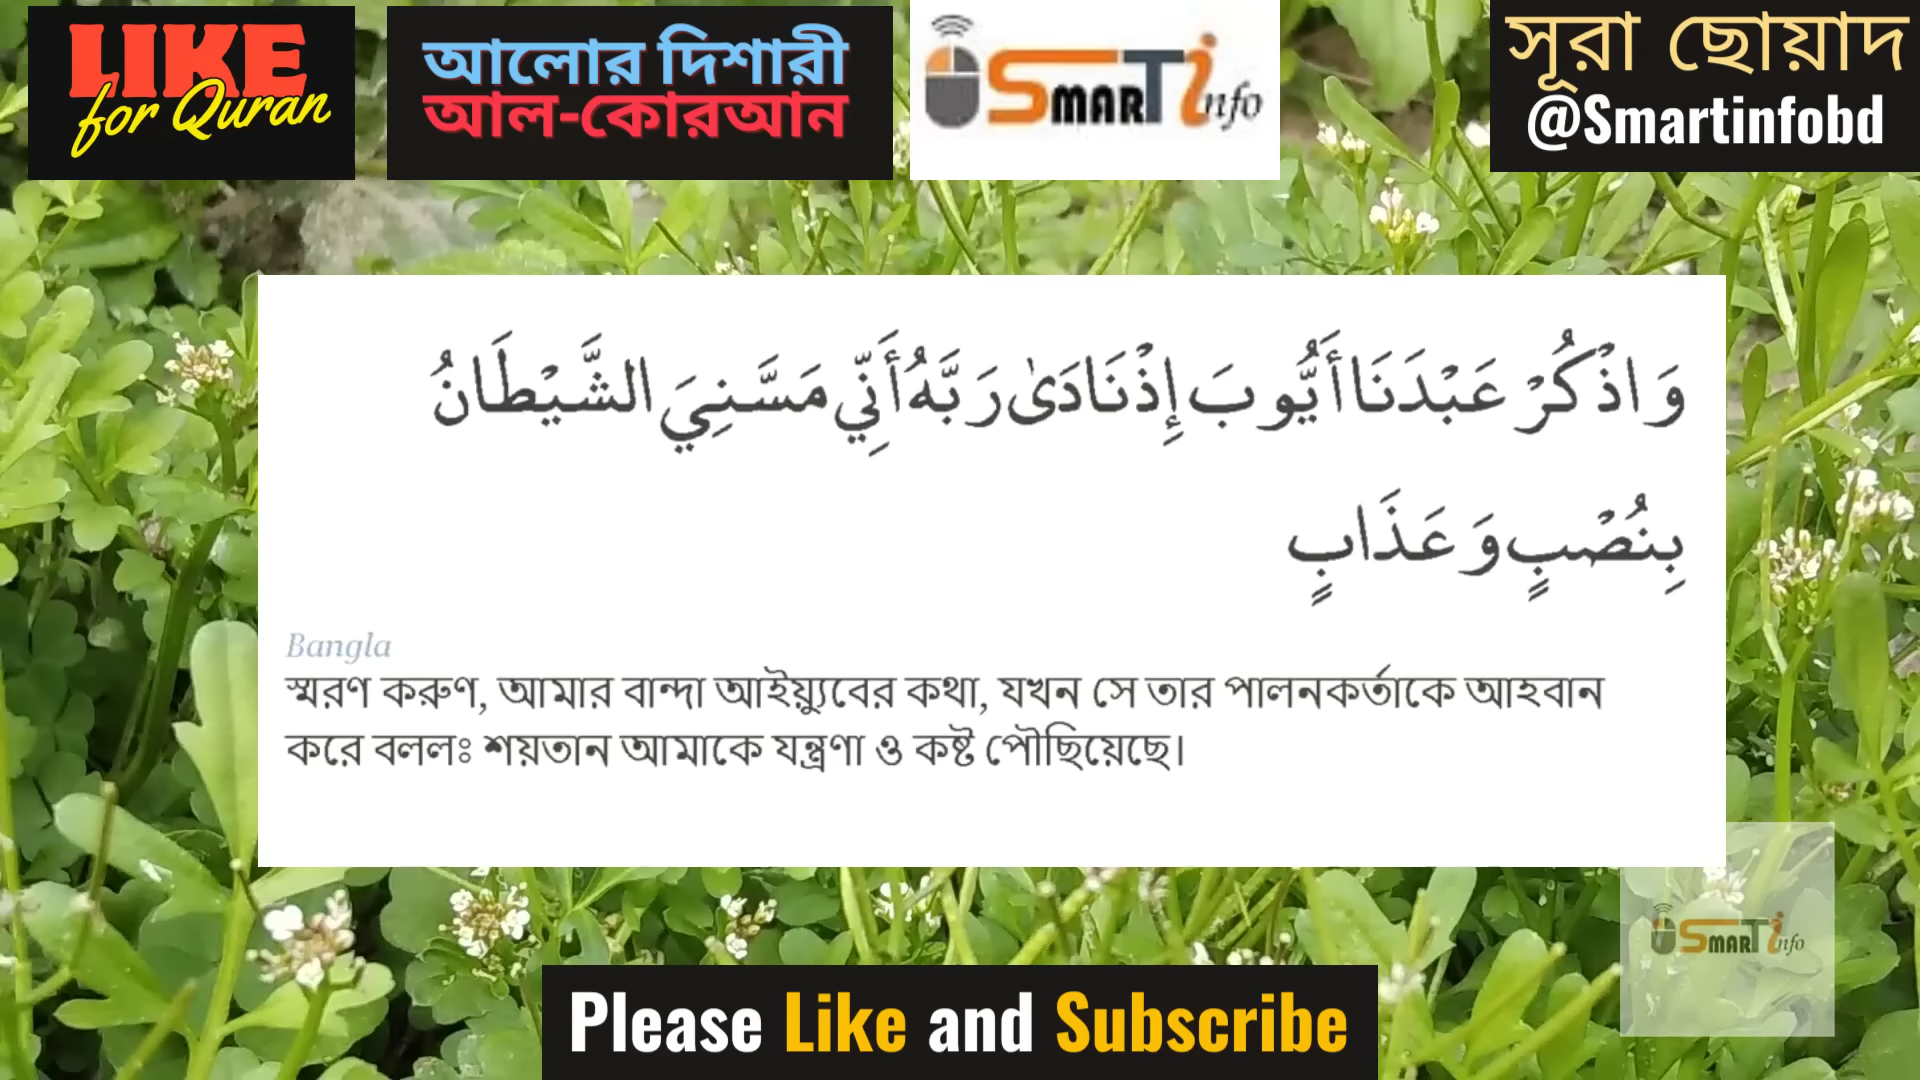 LIKE
for Quran
আলোর দিশারী
আল-কোরআন
SMARTinfo
সূরা ছোয়াদ
@Smartinfobd
وَاذْكُرْ عَبْدَنَا أَيُّوبَ إِذْ نَادَىٰ رَبَّهُ أَنِّي مَسَّنِيَ الشَّيْطَانُ
بِنُصْبٍ وَعَذَابٍ
Bangla
স্মরণ করুণ, আমার বান্দা আইয়্যুবের কথা, যখন সে তার পালনকর্তাকে আহবান
করে বললঃ শয়তান আমাকে যন্ত্রণা ও কষ্ট পৌছিয়েছে।
SMARTinfo
Please Like and Subscribe